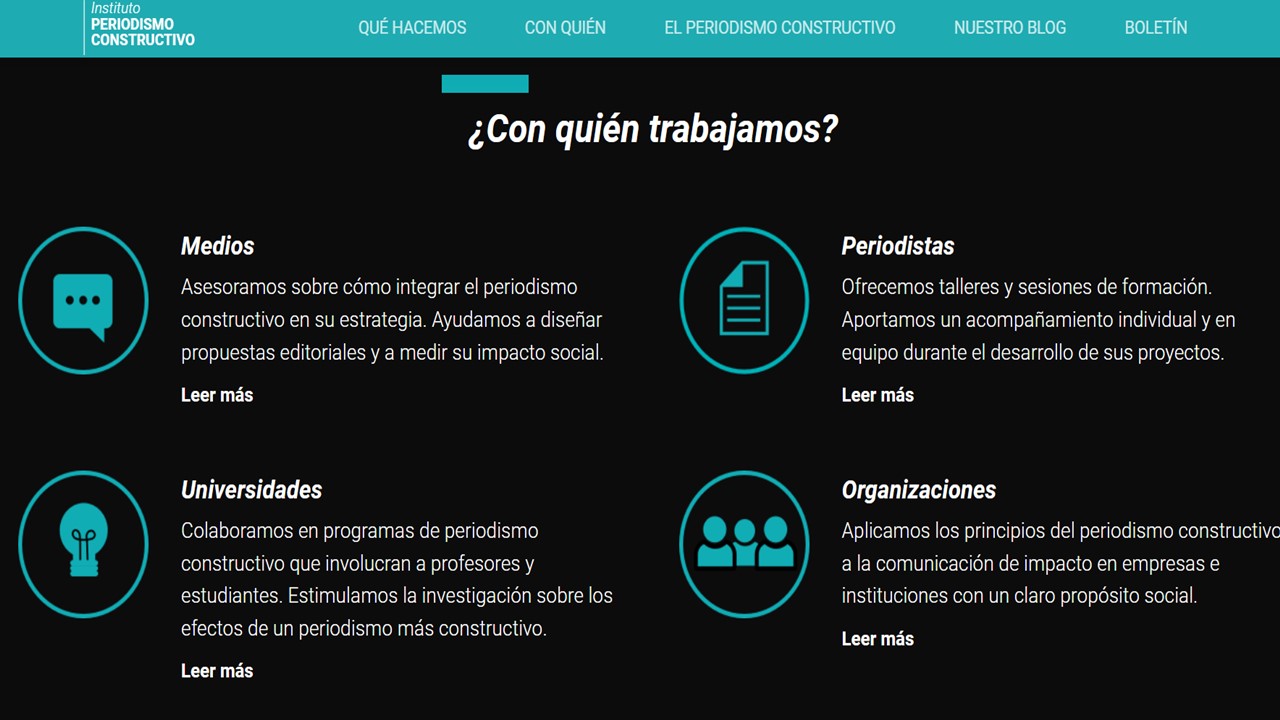 Instituto
PERIODISMO
CONSTRUCTIVO
QUÉ HACEMOS
CON QUIÉN
EL PERIODISMO CONSTRUCTIVO
NUESTRO BLOG
BOLETÍN
¿Con quién trabajamos?
Medios
Asesoramos sobre cómo integrar el periodismo
constructivo en su estrategia. Ayudamos a diseñar
propuestas editoriales y a medir su impacto social.
Leer más
Periodistas
Ofrecemos talleres y sesiones de formación.
Aportamos un acompañamiento individual y en
equipo durante el desarrollo de sus proyectos.
Leer más
Universidades
Colaboramos en programas de periodismo
constructivo que involucran a profesores y
estudiantes. Estimulamos la investigación sobre los
efectos de un periodismo más constructivo.
Leer más
Organizaciones
Aplicamos los principios del periodismo constructivo
a la comunicación de impacto en empresas e
instituciones con un claro propósito social.
Leer más